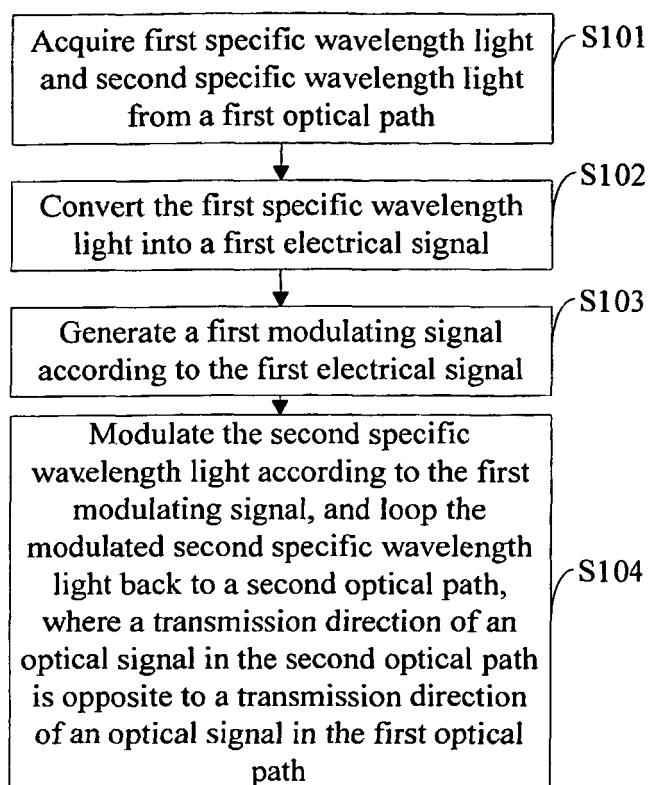 Acquire first specific wavelength light
and second specific wavelength light
from a first optical path
S101
Convert the first specific wavelength
light into a first electrical signal
S102
Generate a first modulating signal
according to the first electrical signal
S103
Modulate the second specific
wavelength light according to the first
modulating signal, and loop the
modulated second specific wavelength
light back to a second optical path,
where a transmission direction of an
optical signal in the second optical path
is opposite to a transmission direction
of an optical signal in the first optical
path
S104